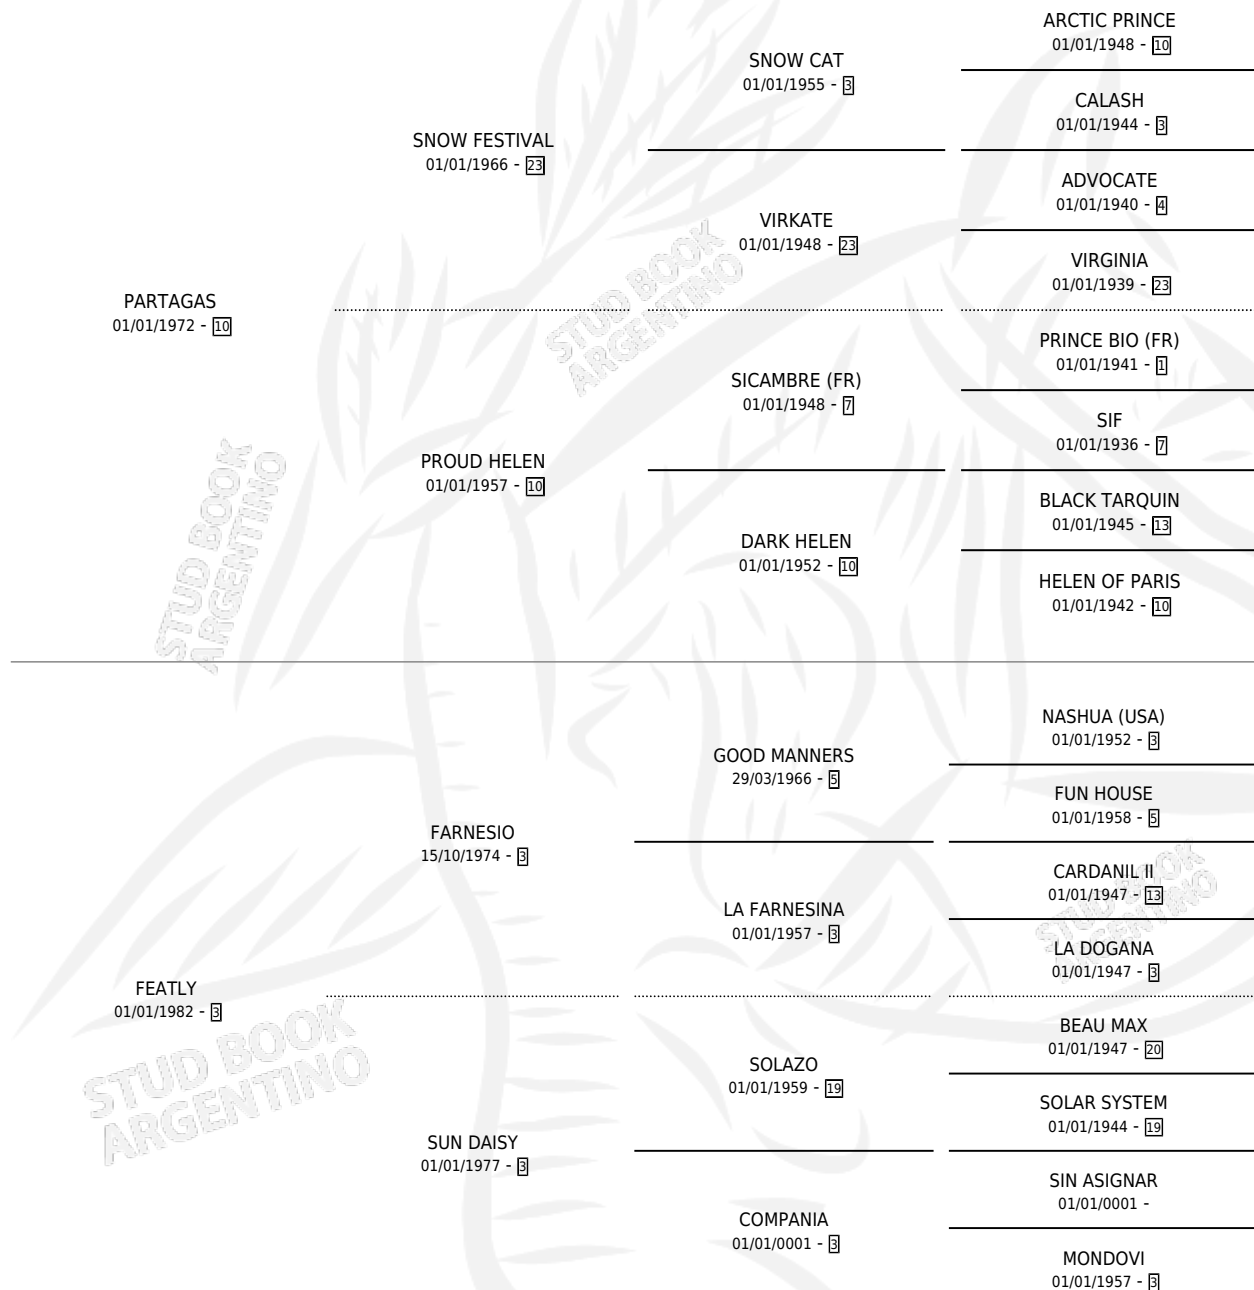 ARCTIC PRINCE
01/01/1948 - 10
SNOW CAT
01/01/1955 - 3
CALASH
01/01/1944 - 3
SNOW FESTIVAL
01/01/1966 - 23
ADVOCATE
01/01/1940 - 4
VIRKATE
01/01/1948 - 23
VIRGINIA
01/01/1939 - 23
PARTAGAS
01/01/1972 - 10
PRINCE BIO (FR)
01/01/1941 - 1
SICAMBRE (FR)
01/01/1948 - 7
SIF
01/01/1936 - 7
PROUD HELEN
01/01/1957 - 10
BLACK TARQUIN
01/01/1945 - 13
DARK HELEN
01/01/1952 - 10
HELEN OF PARIS
01/01/1942 - 10
NASHUA (USA)
01/01/1952 - 3
GOOD MANNERS
29/03/1966 - 5
FUN HOUSE
01/01/1958 - 5
FARNESIO
15/10/1974 - 3
CARDANIL II
01/01/1947 - 13
LA FARNESINA
01/01/1957 - 3
LA DOGANA
01/01/1947 - 3
FEATLY
01/01/1982 - 3
BEAU MAX
01/01/1947 - 20
SOLAZO
01/01/1959 - 19
SOLAR SYSTEM
01/01/1944 - 19
SUN DAISY
01/01/1977 - 3
SIN ASIGNAR
01/01/0001 -
COMPANIA
01/01/0001 - 3
MONDOVI
01/01/1957 - 3
STUD BOOK
ARGENTINO
STUD BOOK
ARGENTINO
STUD BOOK
ARGENTINO
STUD BOOK
ARGENTINO